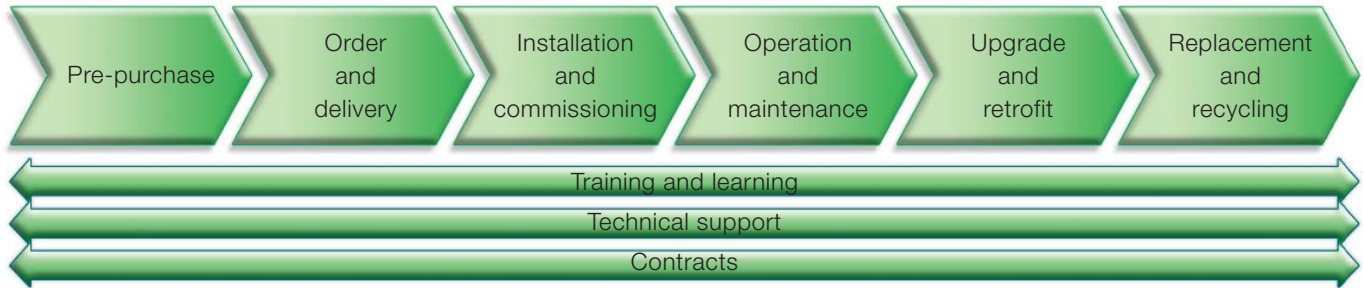 Pre-purchase
Order
and
delivery
Installation
and
commissioning
Operation
and
maintenance
Upgrade
and
retrofit
Replacement
and
recycling
Training and learning
Technical support
Contracts